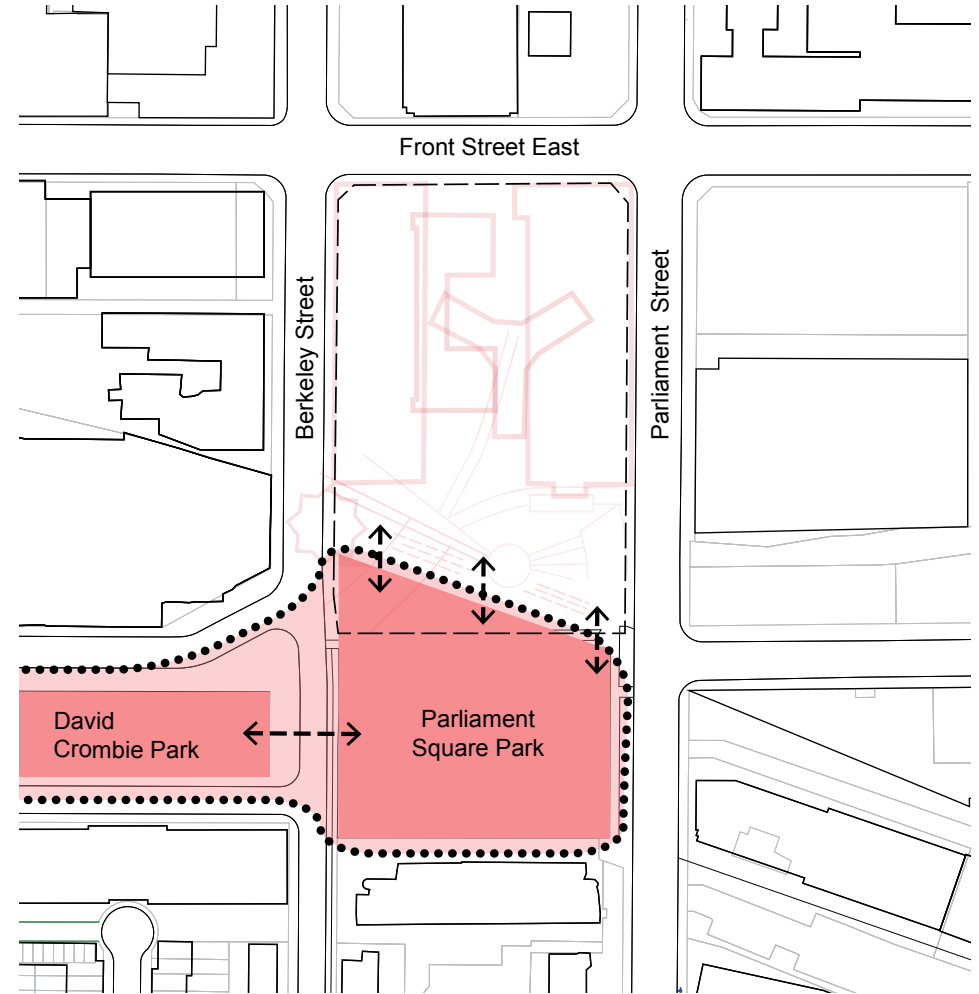 Front Street East
Berkeley Street
Parliament Street
David
Crombie Park
Parliament
Square Park